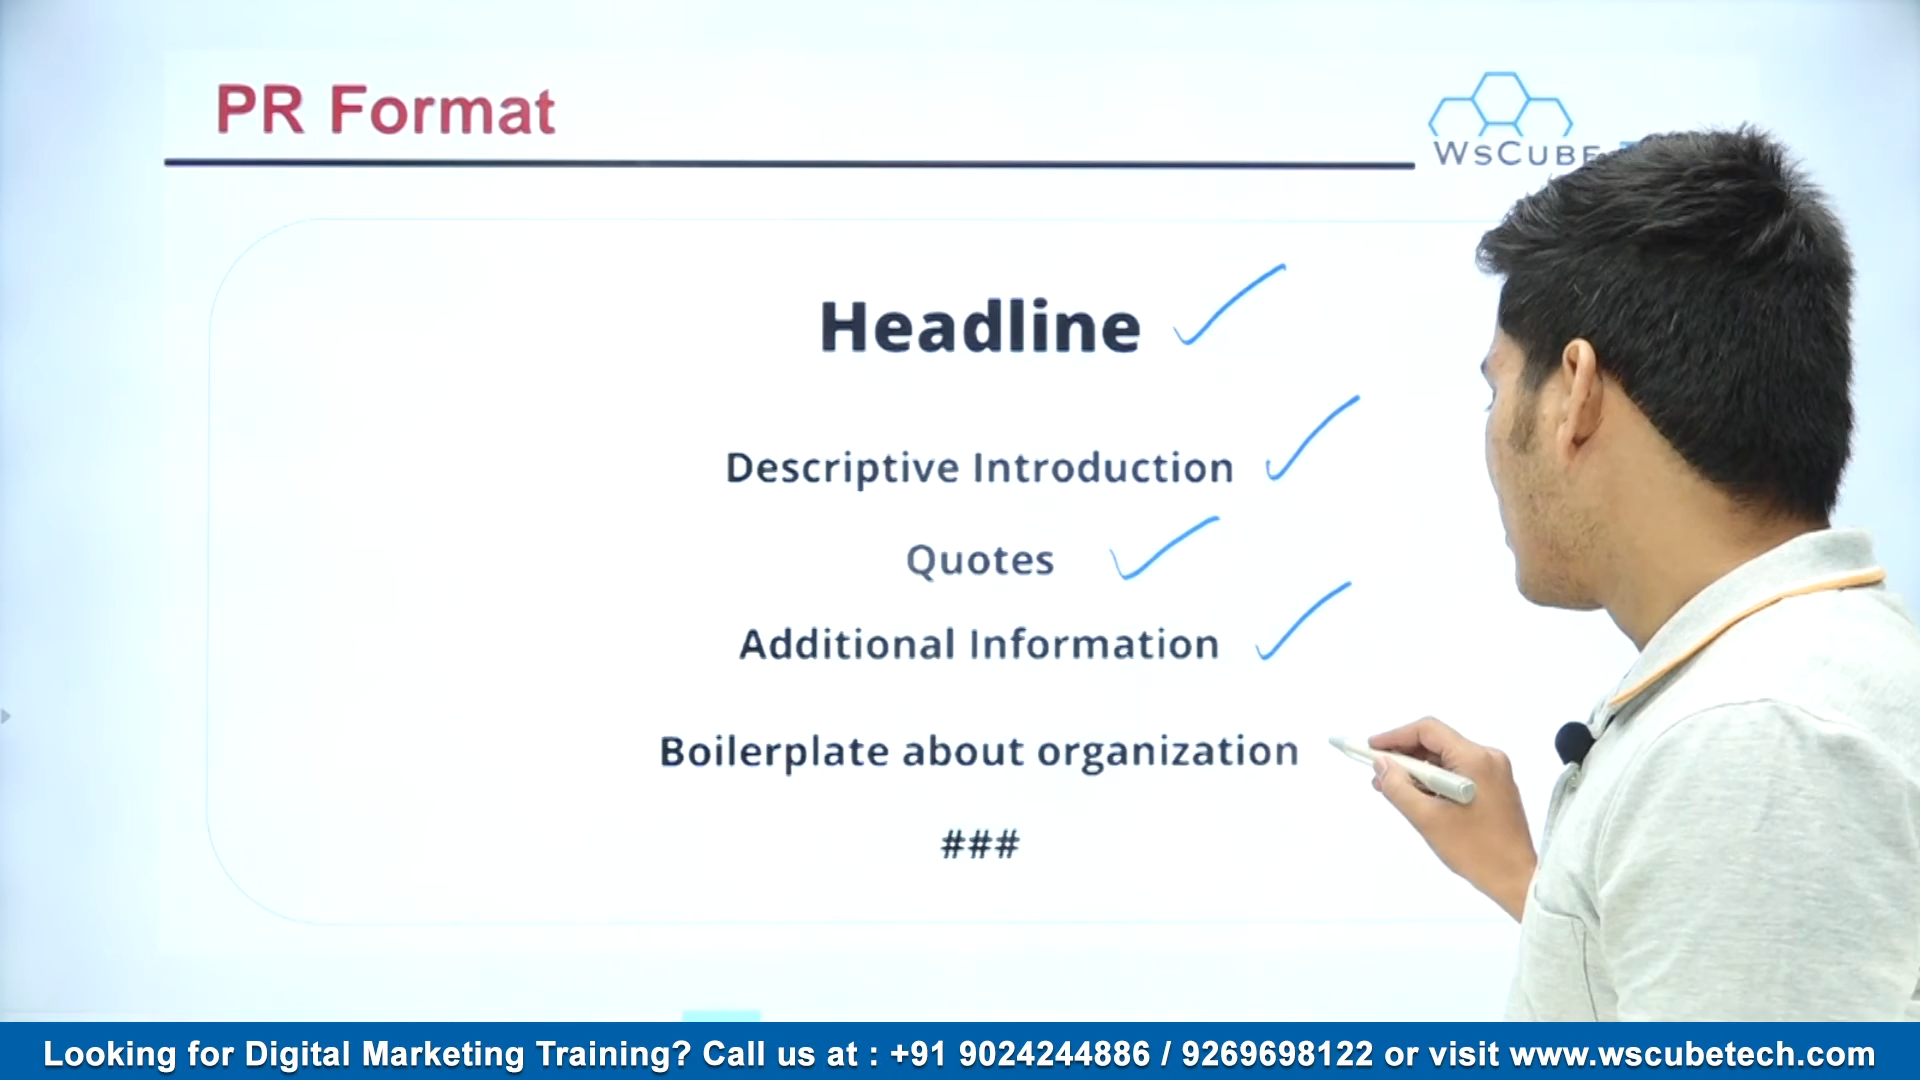 PR Format
WSCUBE
Headline
Descriptive Introduction
Quotes
Additional Information
Boilerplate about organization
###
Looking for Digital Marketing Training? Call us at : +91 9024244886 / 9269698122 or visit www.wscubetech.com